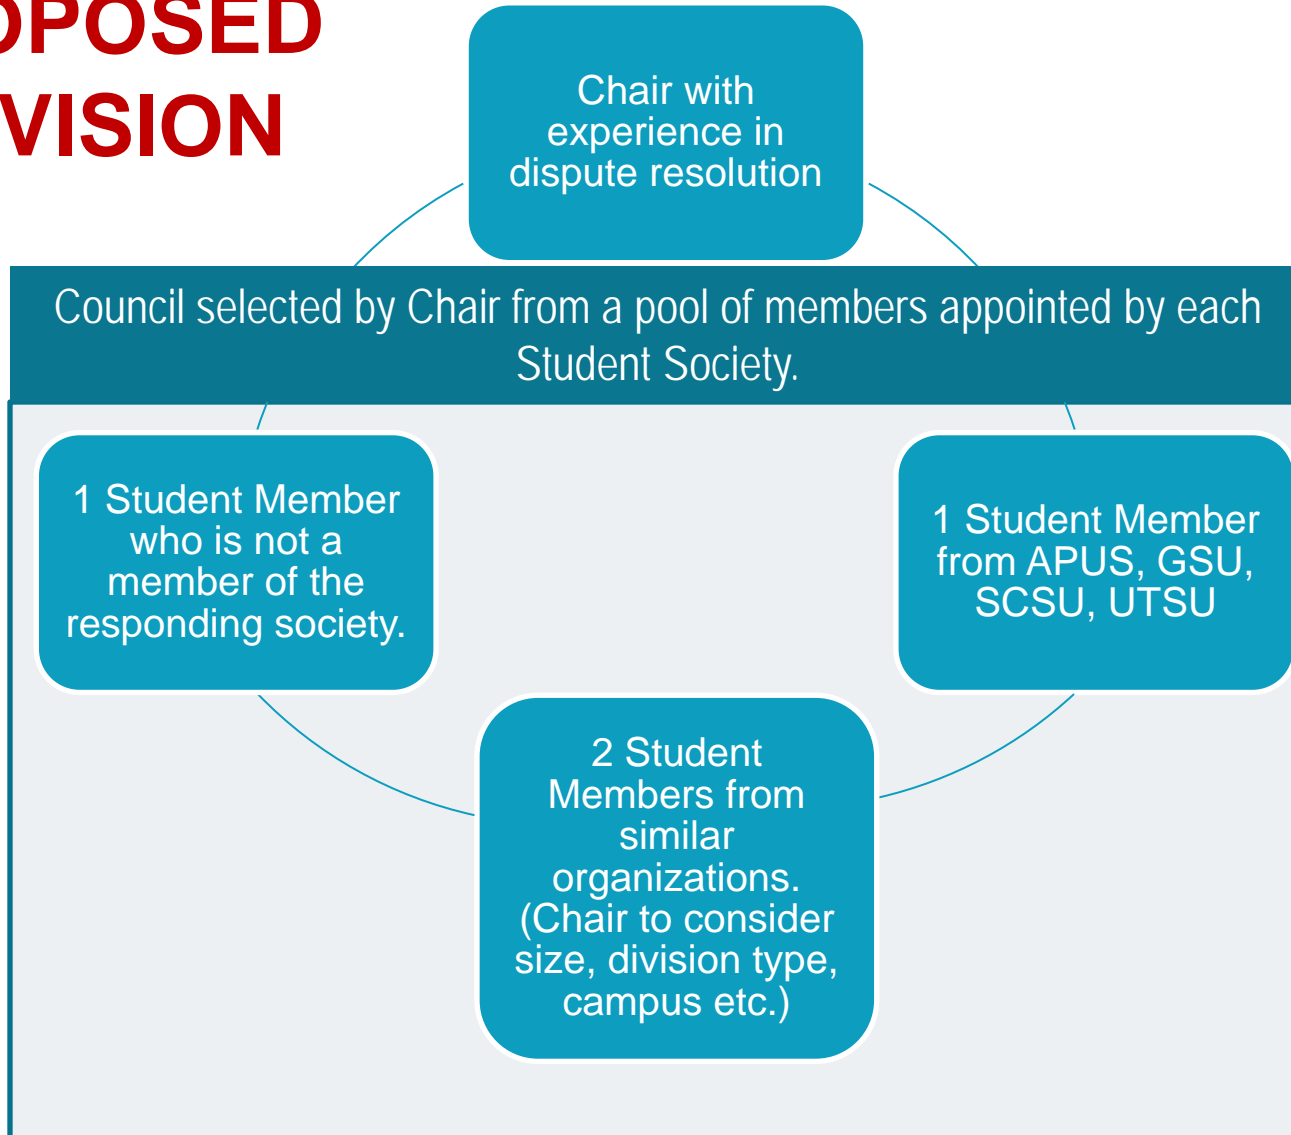 OPOSED
VISION
Chair with
experience in
dispute resolution
Council selected by Chair from a pool of members appointed by each
Student Society.
1 Student Member
who is not a
member of the
responding society.
1 Student Member
from APUS, GSU,
SCSU, UTSU
2 Student
Members from
similar
organizations.
(Chair to consider
size, division type,
campus etc.)